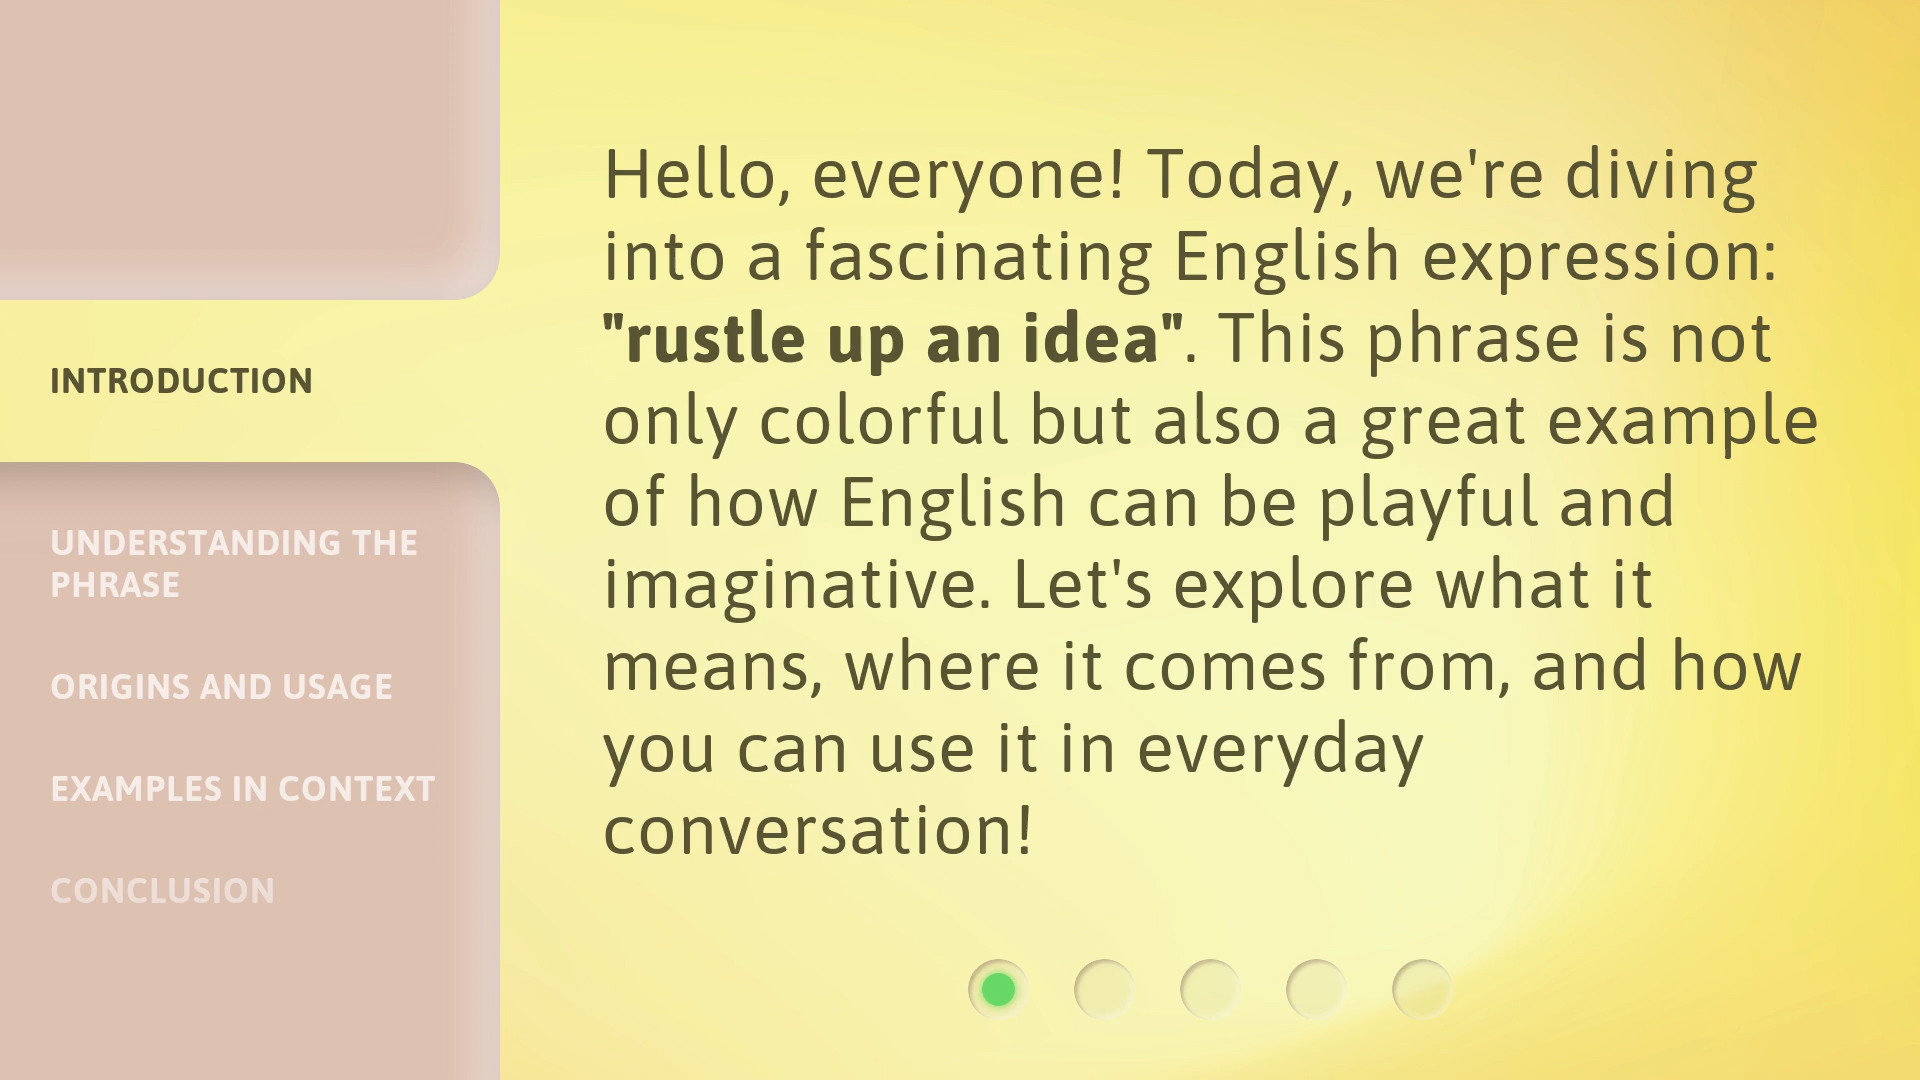 INTRODUCTION
UNDERSTANDING THE
PHRASE
ORIGINS AND USAGE
EXAMPLES IN CONTEXT
CONCLUSION
Hello, everyone! Today, we're diving
into a fascinating English expression:
"rustle up an idea". This phrase is not
only colorful but also a great example
of how English can be playful and
imaginative. Let's explore what it
means, where it comes from, and how
you can use it in everyday
conversation!